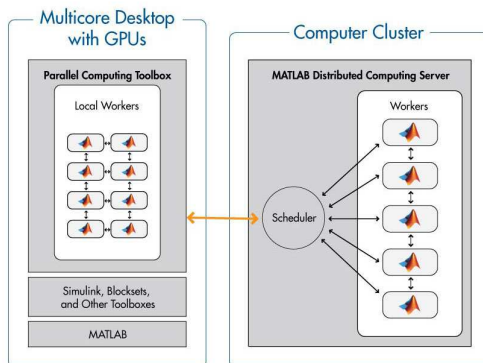 Multicore Desktop
with GPUs
Parallel Computing Toolbox
Local Workers
Simulink, Blocksets,
and Other Toolboxes
MATLAB
Computer Cluster
MATLAB Distributed Computing Server
Workers
Scheduler